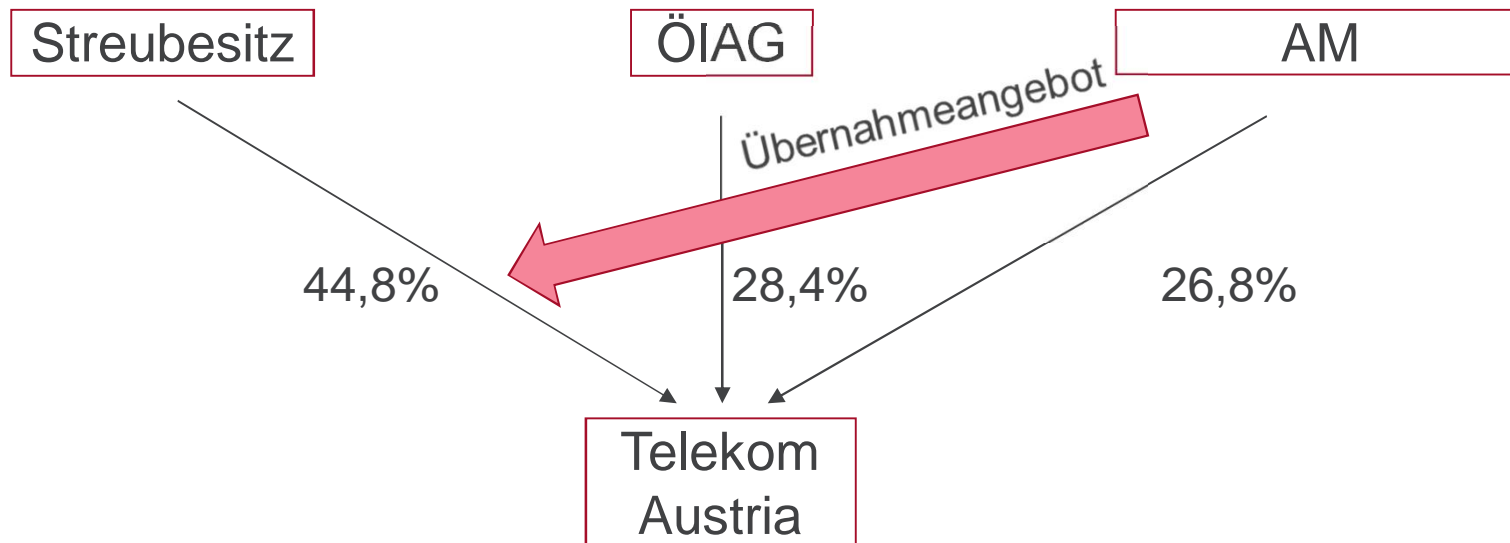 Streubesitz
ÖIAG
AM
Übernahmeangebot
44,8%
28,4%
26,8%
Telekom
Austria